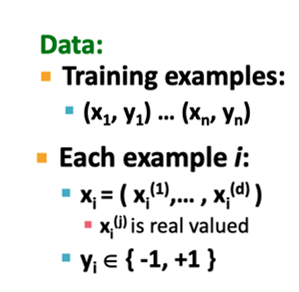 Data:
Training examples:
(x₁, y₁) ... (xₙ, yₙ)
Each example i:
xᵢ = ( xᵢ⁽¹⁾,... , xᵢ⁽ᵈ⁾ )
xᵢ⁽ʲ⁾ is real valued
yᵢ ∈ { -1, +1 }